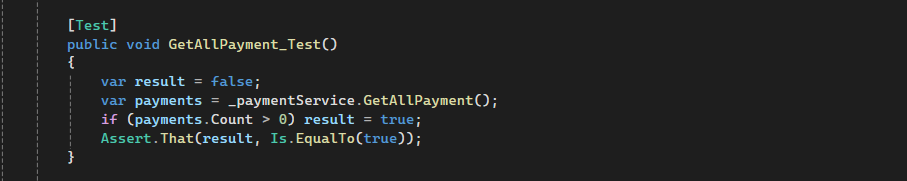 [Test]
public void GetAllPayment_Test()
{
var result = false;
var payments = _paymentService.GetAllPayment();
if (payments.Count > 0) result = true;
Assert.That(result, Is.EqualTo(true));
}